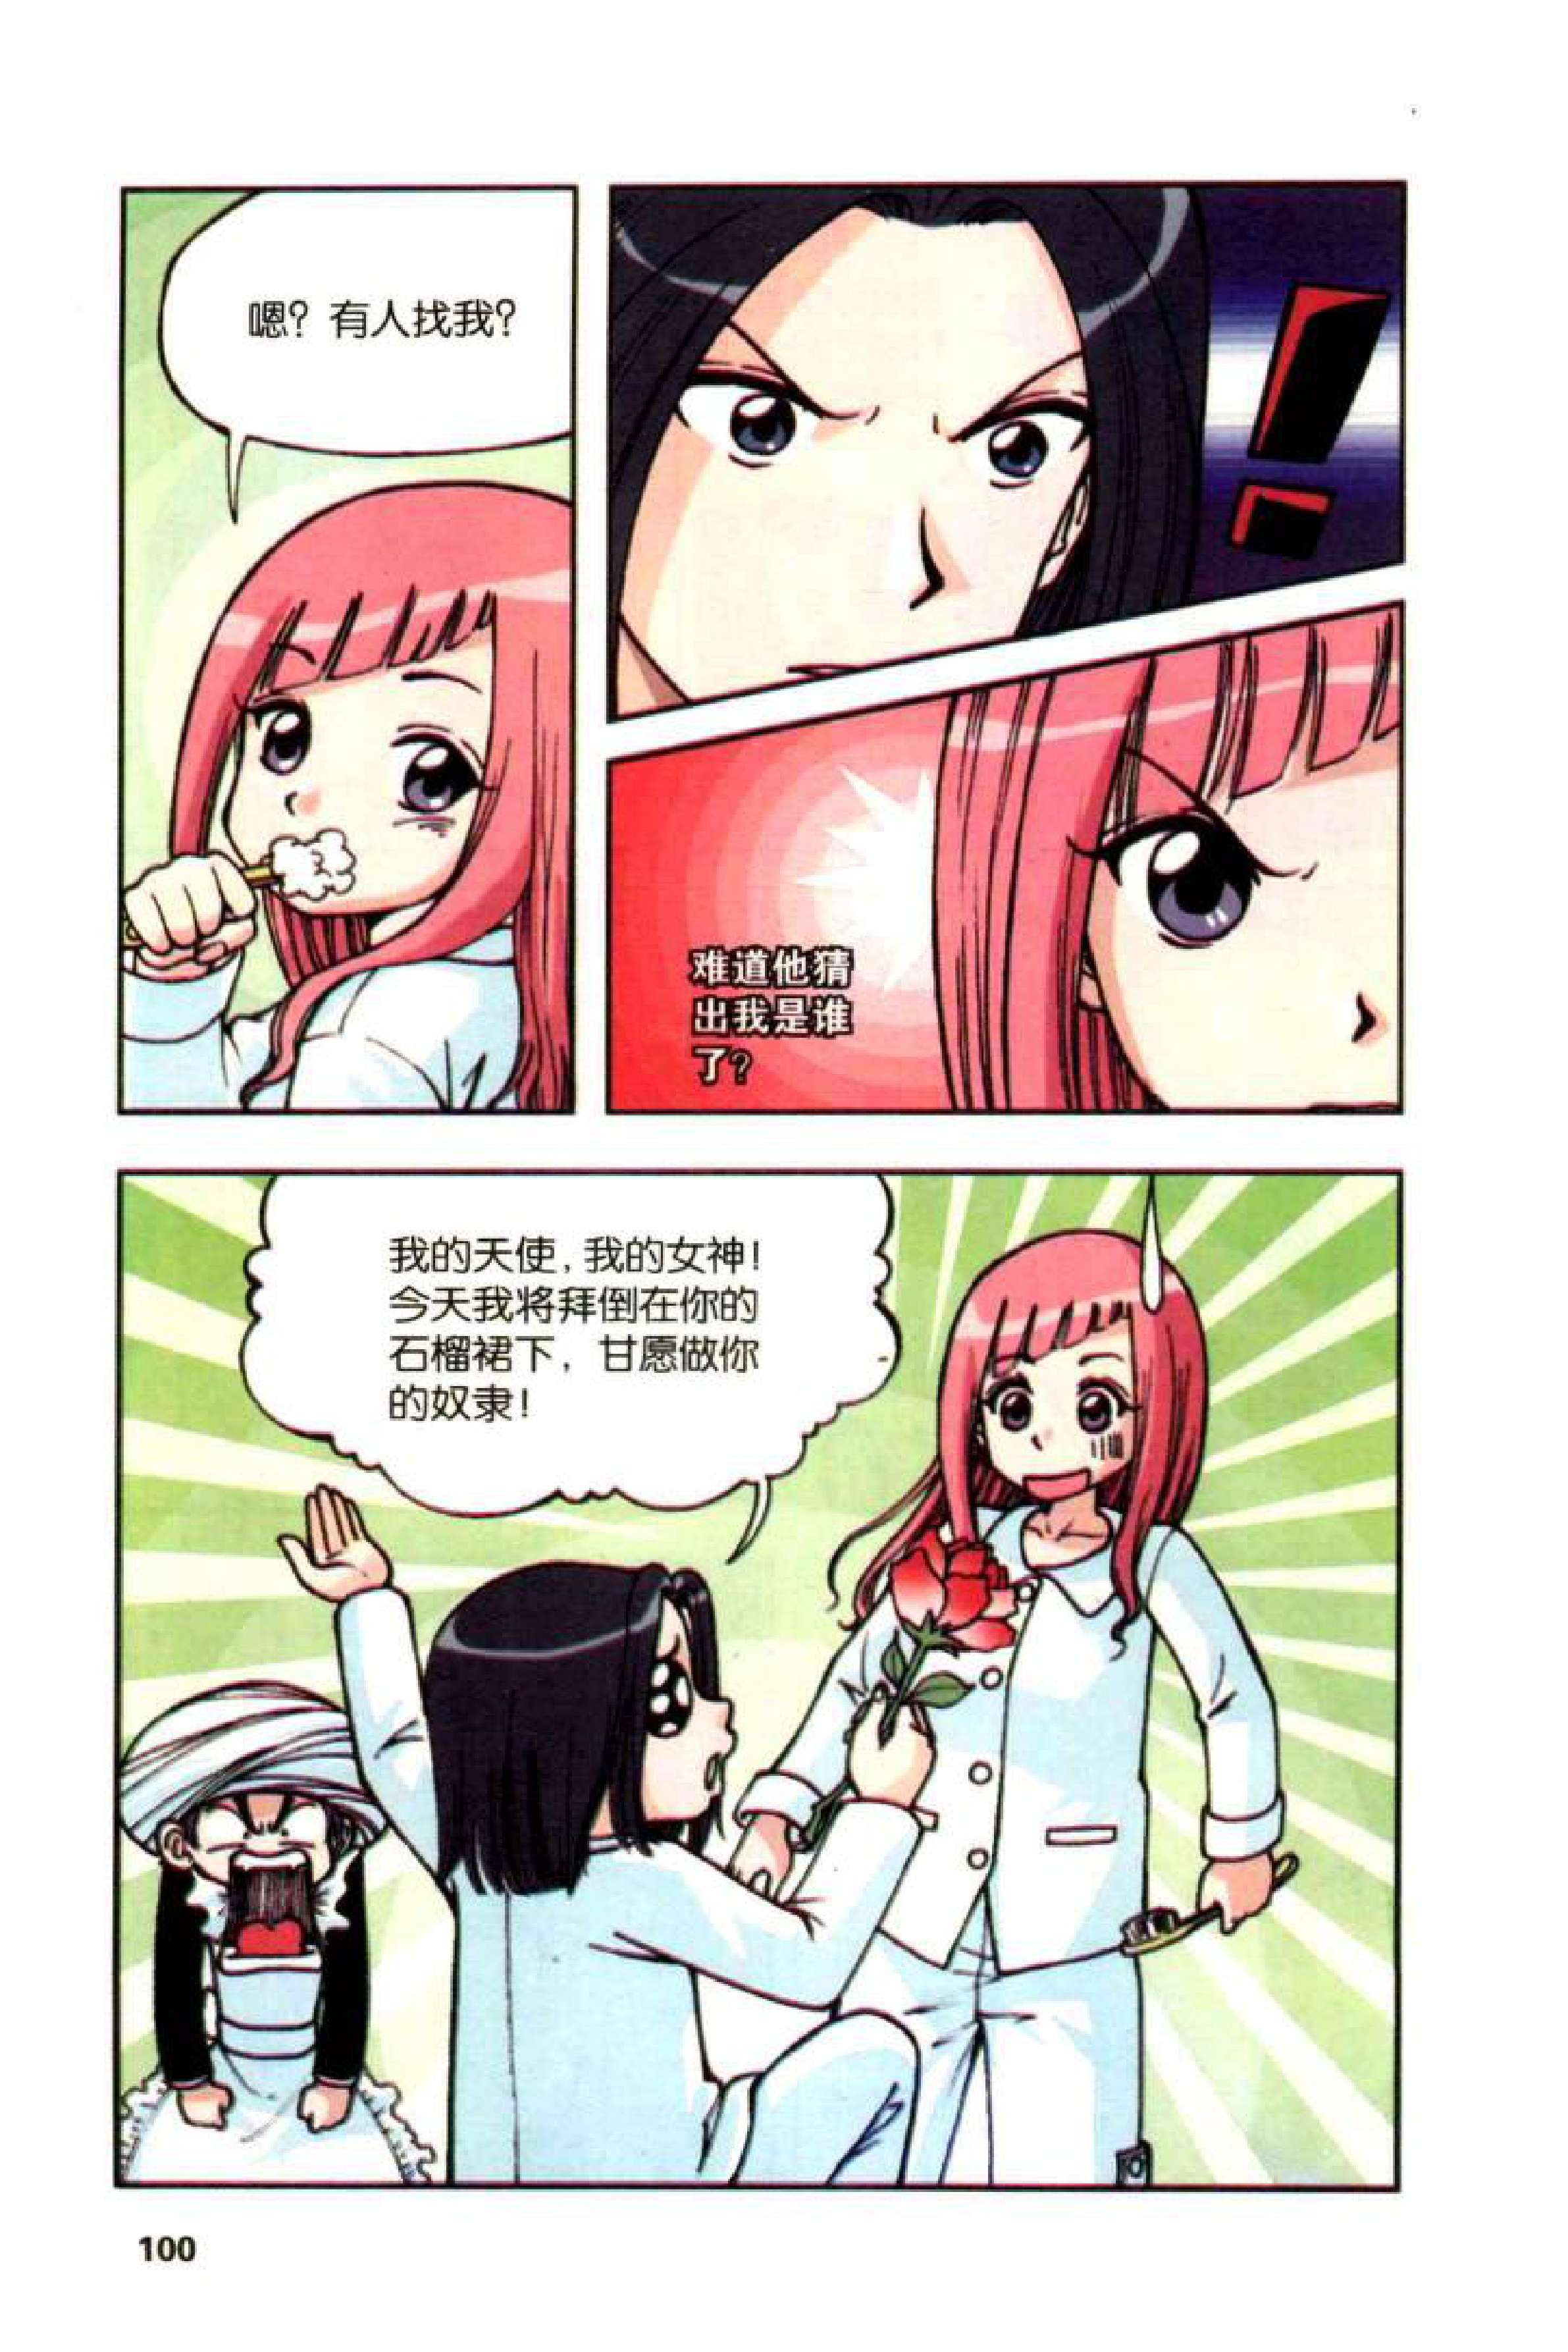 嗯？有人找我？
难道他猜
出我是谁
了？
我的天使，我的女神！
今天我将拜倒在你的
石榴裙下，甘愿做你
的奴隶！
100